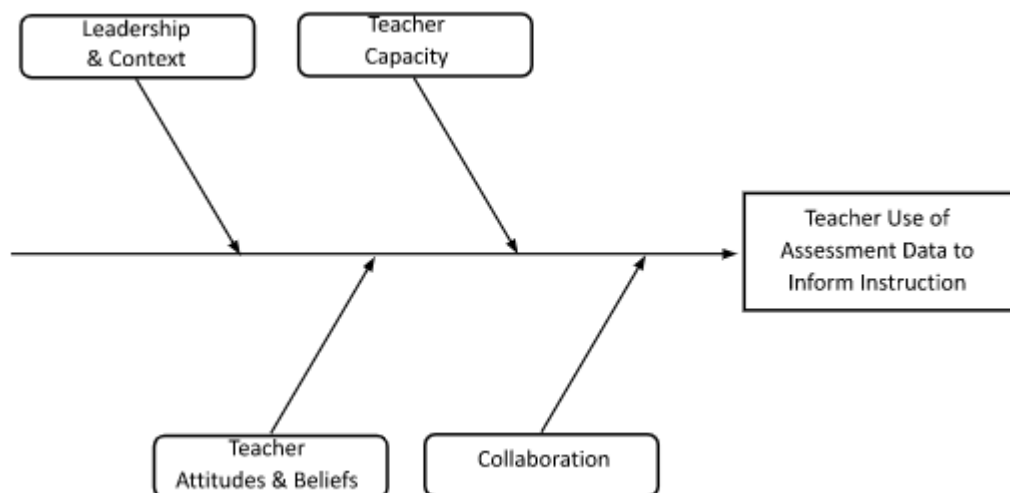 Leadership
& Context
Teacher
Capacity
Teacher Use of
Assessment Data to
Inform Instruction
Teacher
Attitudes & Beliefs
Collaboration